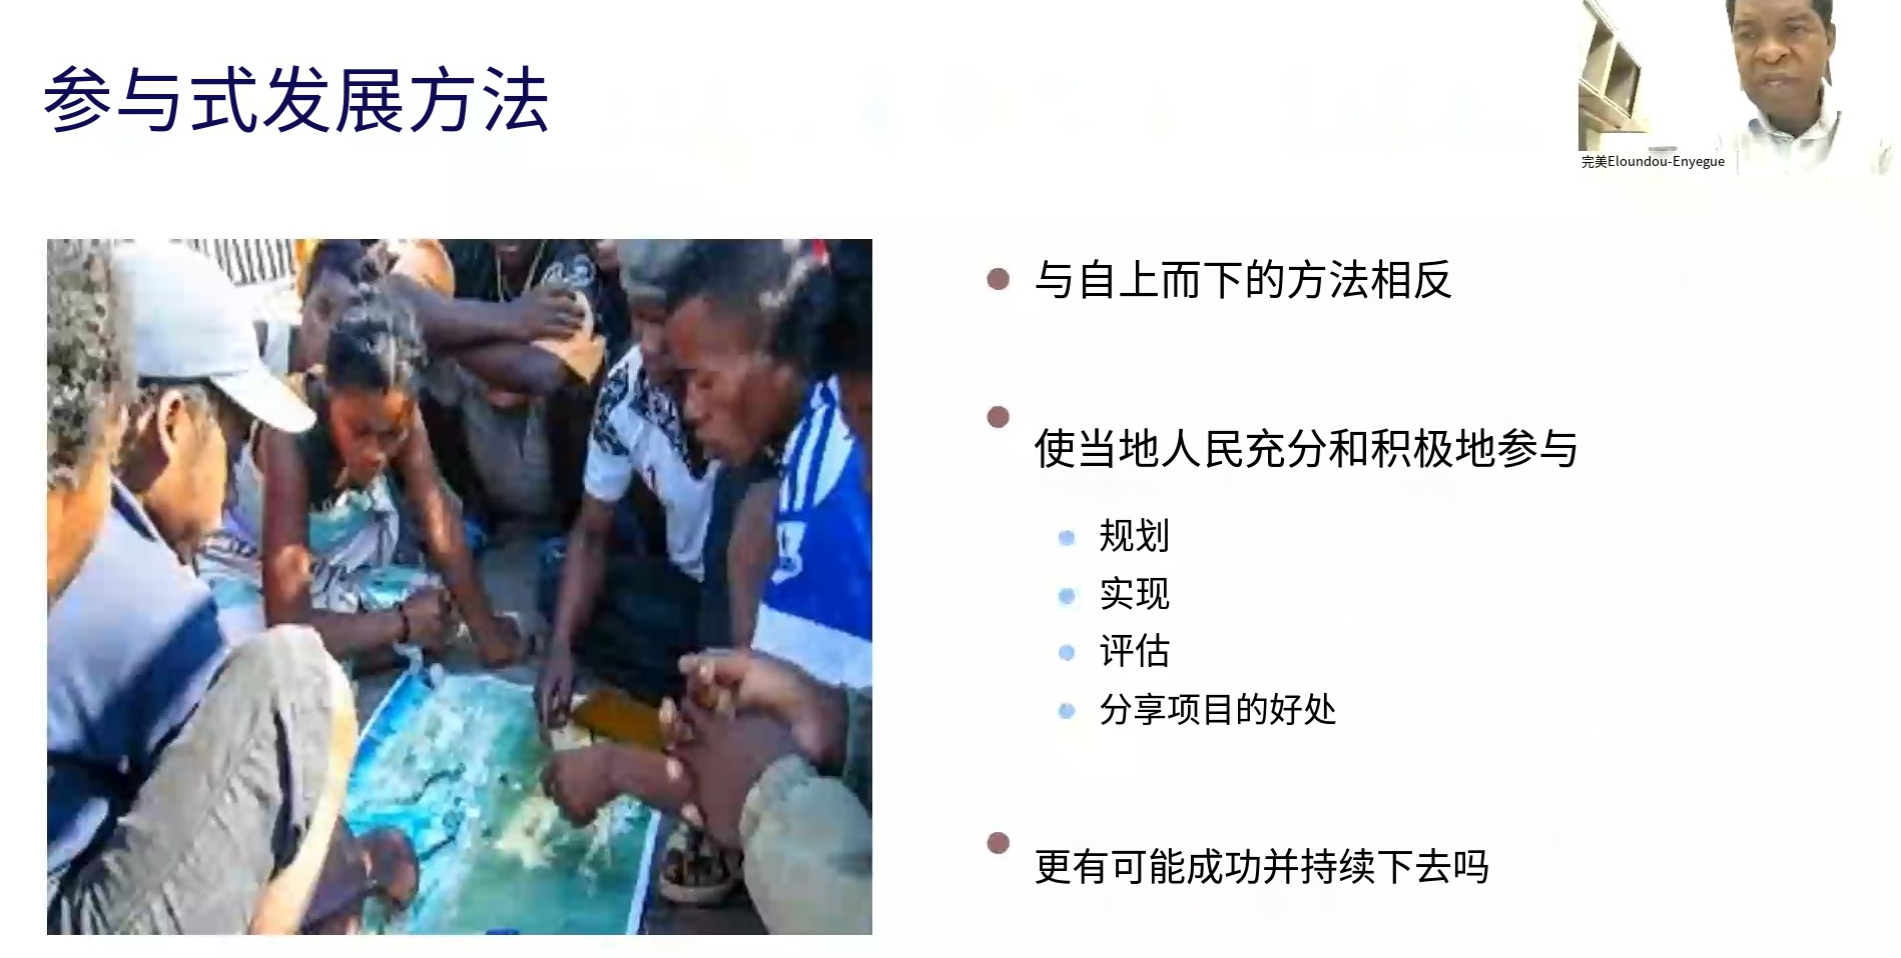 参与式发展方法
完美Eloundou-Enyegue
与自上而下的方法相反
使当地人民充分和积极地参与
规划
实现
评估
分享项目的好处
更有可能成功并持续下去吗